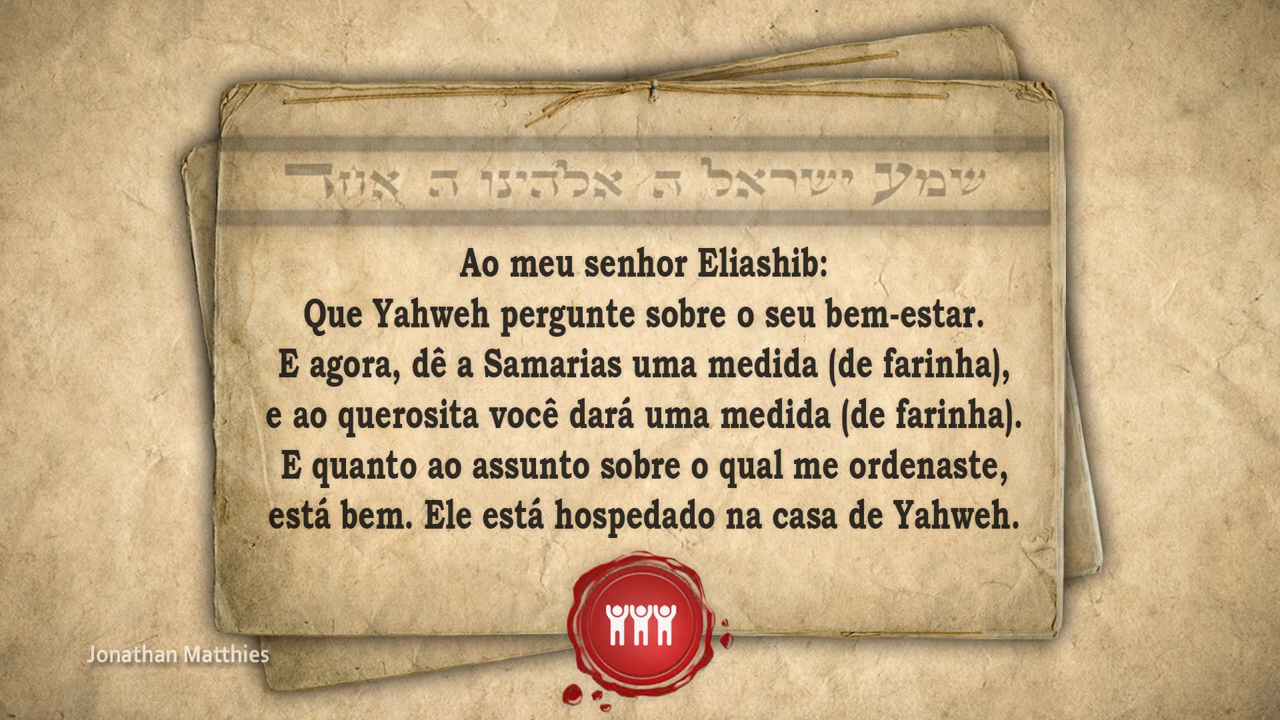 שמע ישראל ה אלהינו ה אחד
Ao meu senhor Eliashib:
Que Yahweh pergunte sobre o seu bem-estar.
E agora, dê a Samarias uma medida (de farinha),
e ao querosita você dará uma medida (de farinha).
E quanto ao assunto sobre o qual me ordenaste,
está bem. Ele está hospedado na casa de Yahweh.
Jonathan Matthies